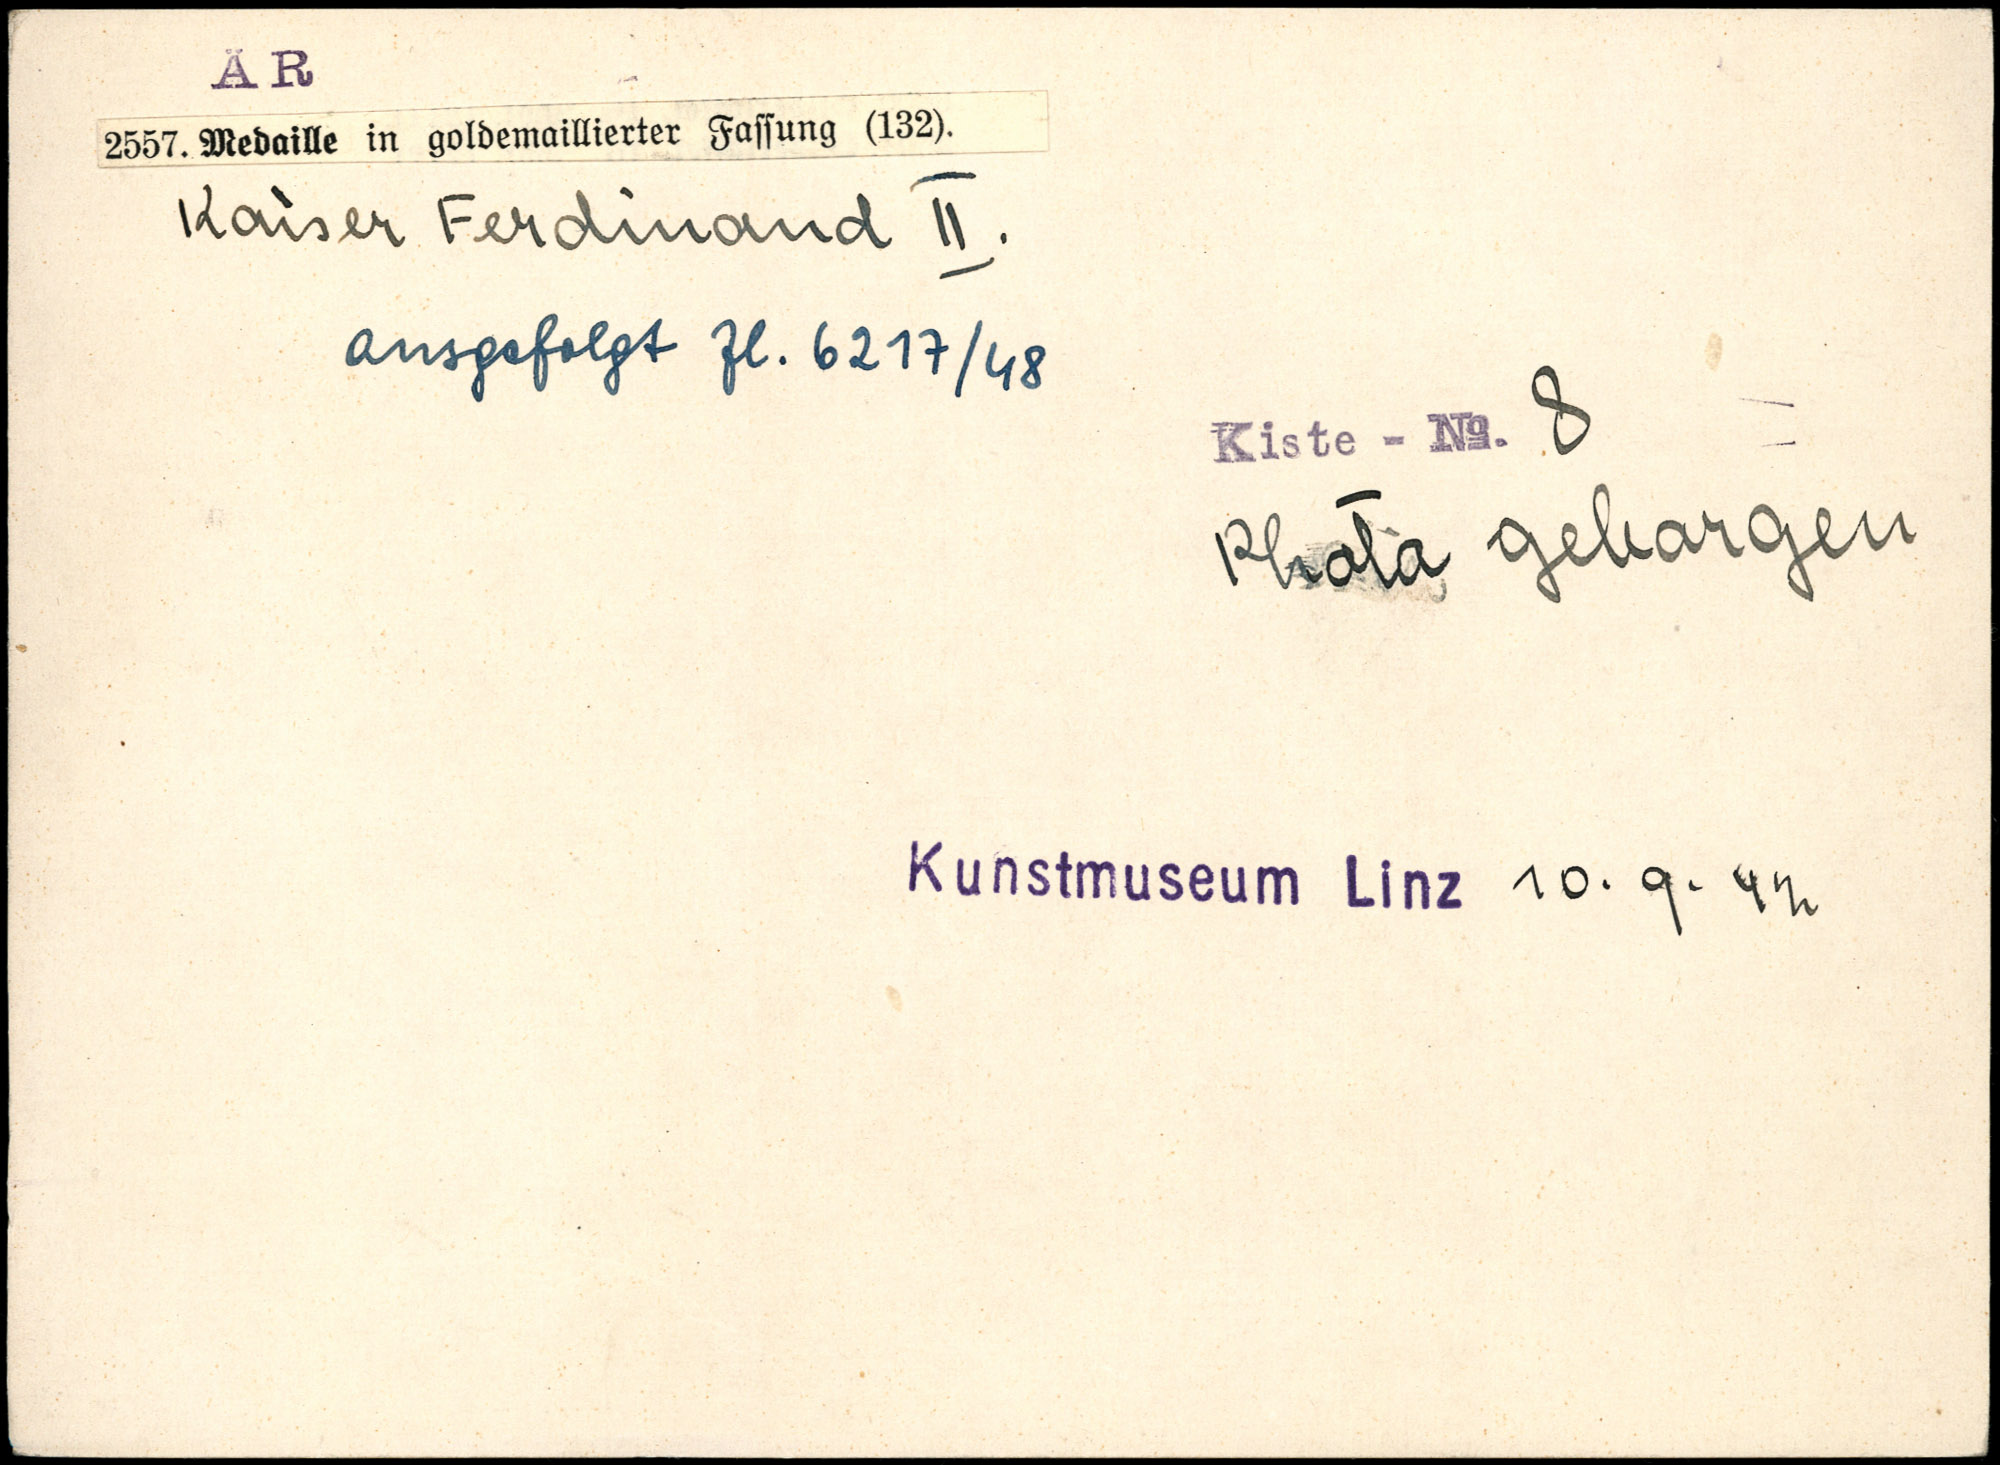 ÄR
2557. Medaille in goldemaillierter Fassung (132).
Kaiser Ferdinand II.
ausgefolgt Zl. 6217/48
Kiste - No. 8
Photo geborgen
Kunstmuseum Linz 10. 9. 42